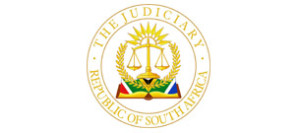 • THE JUDICIARY •
REPUBLIC OF SOUTH AFRICA